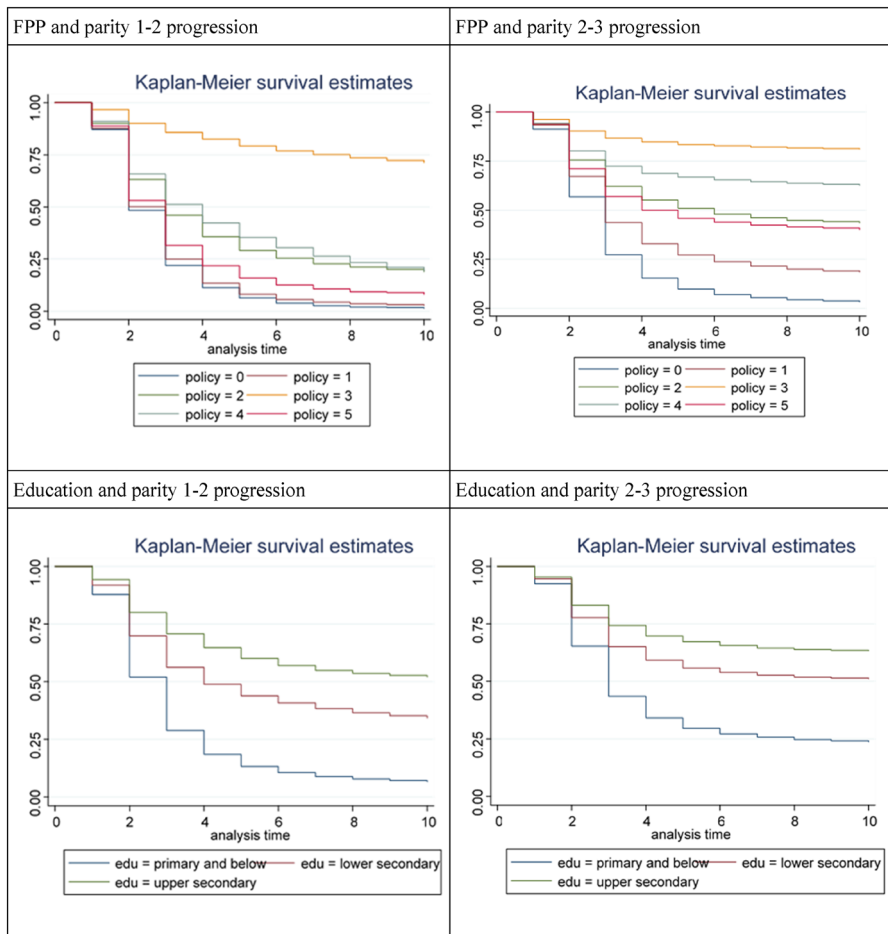 FPP and parity 1-2 progression
FPP and parity 2-3 progression
Kaplan-Meier survival estimates
1.00
0.75
0.50
0.25
0.00
0 2 4 6 8 10
analysis time
policy = 0 policy = 1
policy = 2 policy = 3
policy = 4 policy = 5
Kaplan-Meier survival estimates
1.00
0.75
0.50
0.25
0.00
0 2 4 6 8 10
analysis time
policy = 0 policy = 1
policy = 2 policy = 3
policy = 4 policy = 5
Education and parity 1-2 progression
Education and parity 2-3 progression
Kaplan-Meier survival estimates
1.00
0.75
0.50
0.25
0.00
0 2 4 6 8 10
analysis time
edu = primary and below edu = lower secondary
edu = upper secondary
Kaplan-Meier survival estimates
1.00
0.75
0.50
0.25
0.00
0 2 4 6 8 10
analysis time
edu = primary and below edu = lower secondary
edu = upper secondary